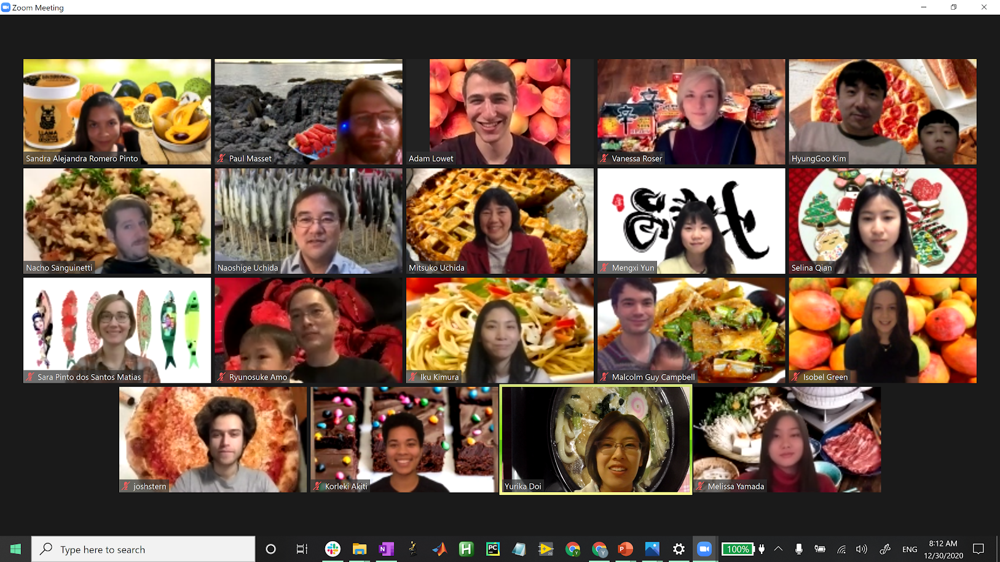 Zoom Meeting
LLAMA
Sandra Alejandra Romero Pinto
Paul Masset
Adam Lowet
辛
Vanessa Roser
HyungGoo Kim
Nacho Sanguinetti
Naoshige Uchida
Mitsuko Uchida
Mengxi Yun
Selina Qian
Sara Pinto dos Santos Matias
Ryunosuke Amo
Iku Kimura
Malcolm Guy Campbell
Isobel Green
joshstern
Korleki Akiti
Yurika Doi
Melissa Yamada
Type here to search
100%
ENG
8:12 AM
12/30/2020